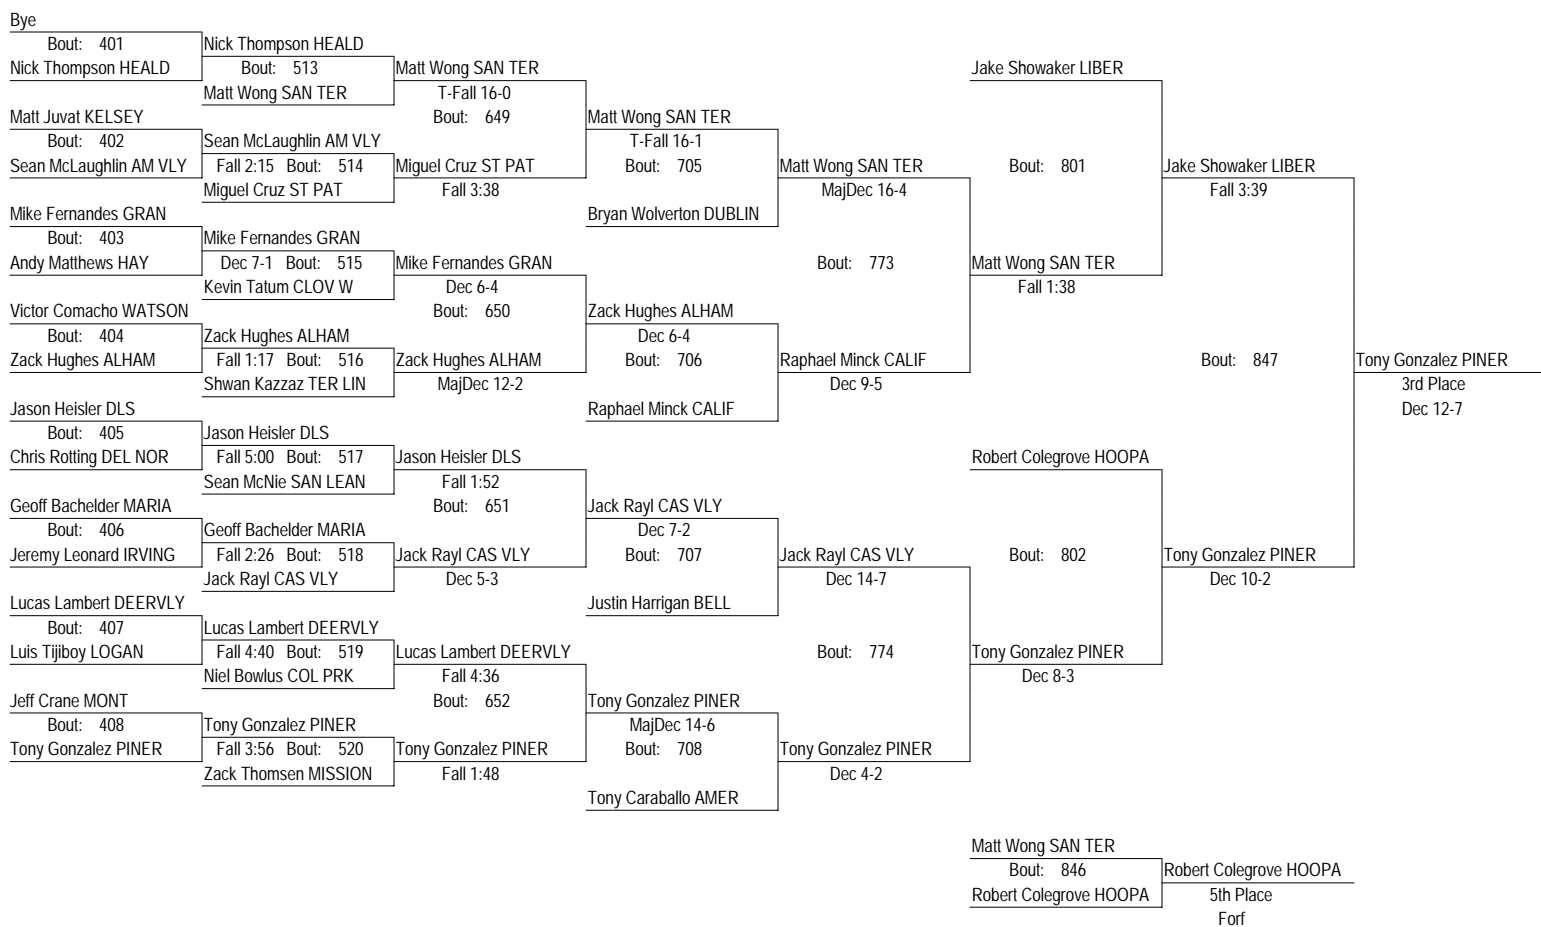 Bye
Bout: 401
Nick Thompson HEALD
Matt Juvat KELSEY
Bout: 402
Sean McLaughlin AM VLY
Mike Fernandes GRAN
Bout: 403
Andy Matthews HAY
Victor Comacho WATSON
Bout: 404
Zack Hughes ALHAM
Jason Heisler DLS
Bout: 405
Chris Rotting DEL NOR
Geoff Bachelder MARIA
Bout: 406
Jeremy Leonard IRVING
Lucas Lambert DEERVLY
Bout: 407
Luis Tijiboy LOGAN
Jeff Crane MONT
Bout: 408
Tony Gonzalez PINER
Nick Thompson HEALD
Bout: 513
Matt Wong SAN TER
Sean McLaughlin AM VLY
Fall 2:15 Bout: 514
Miguel Cruz ST PAT
Mike Fernandes GRAN
Dec 7-1 Bout: 515
Kevin Tatum CLOV W
Zack Hughes ALHAM
Fall 1:17 Bout: 516
Shwan Kazzaz TER LIN
Jason Heisler DLS
Fall 5:00 Bout: 517
Sean McNie SAN LEAN
Geoff Bachelder MARIA
Fall 2:26 Bout: 518
Jack Rayl CAS VLY
Lucas Lambert DEERVLY
Fall 4:40 Bout: 519
Niel Bowlus COL PRK
Tony Gonzalez PINER
Fall 3:56 Bout: 520
Zack Thomsen MISSION
Matt Wong SAN TER
T-Fall 16-0
Bout: 649
Miguel Cruz ST PAT
Fall 3:38
Mike Fernandes GRAN
Dec 6-4
Bout: 650
Zack Hughes ALHAM
MajDec 12-2
Jason Heisler DLS
Fall 1:52
Bout: 651
Jack Rayl CAS VLY
Dec 5-3
Lucas Lambert DEERVLY
Fall 4:36
Bout: 652
Tony Gonzalez PINER
Fall 1:48
Matt Wong SAN TER
T-Fall 16-1
Bout: 705
Bryan Wolverton DUBLIN
Zack Hughes ALHAM
Dec 6-4
Bout: 706
Raphael Minck CALIF
Jack Rayl CAS VLY
Dec 7-2
Bout: 707
Justin Harrigan BELL
Tony Gonzalez PINER
MajDec 14-6
Bout: 708
Tony Caraballo AMER
Matt Wong SAN TER
MajDec 16-4
Bout: 773
Raphael Minck CALIF
Dec 9-5
Jack Rayl CAS VLY
Dec 14-7
Bout: 774
Tony Gonzalez PINER
Dec 4-2
Jake Showaker LIBER
Bout: 801
Matt Wong SAN TER
Fall 1:38
Robert Colegrove HOOPA
Bout: 802
Tony Gonzalez PINER
Dec 8-3
Jake Showaker LIBER
Fall 3:39
Bout: 847
Tony Gonzalez PINER
Dec 10-2
Tony Gonzalez PINER
3rd Place
Dec 12-7
Matt Wong SAN TER
Bout: 846
Robert Colegrove HOOPA
Robert Colegrove HOOPA
5th Place
Forf